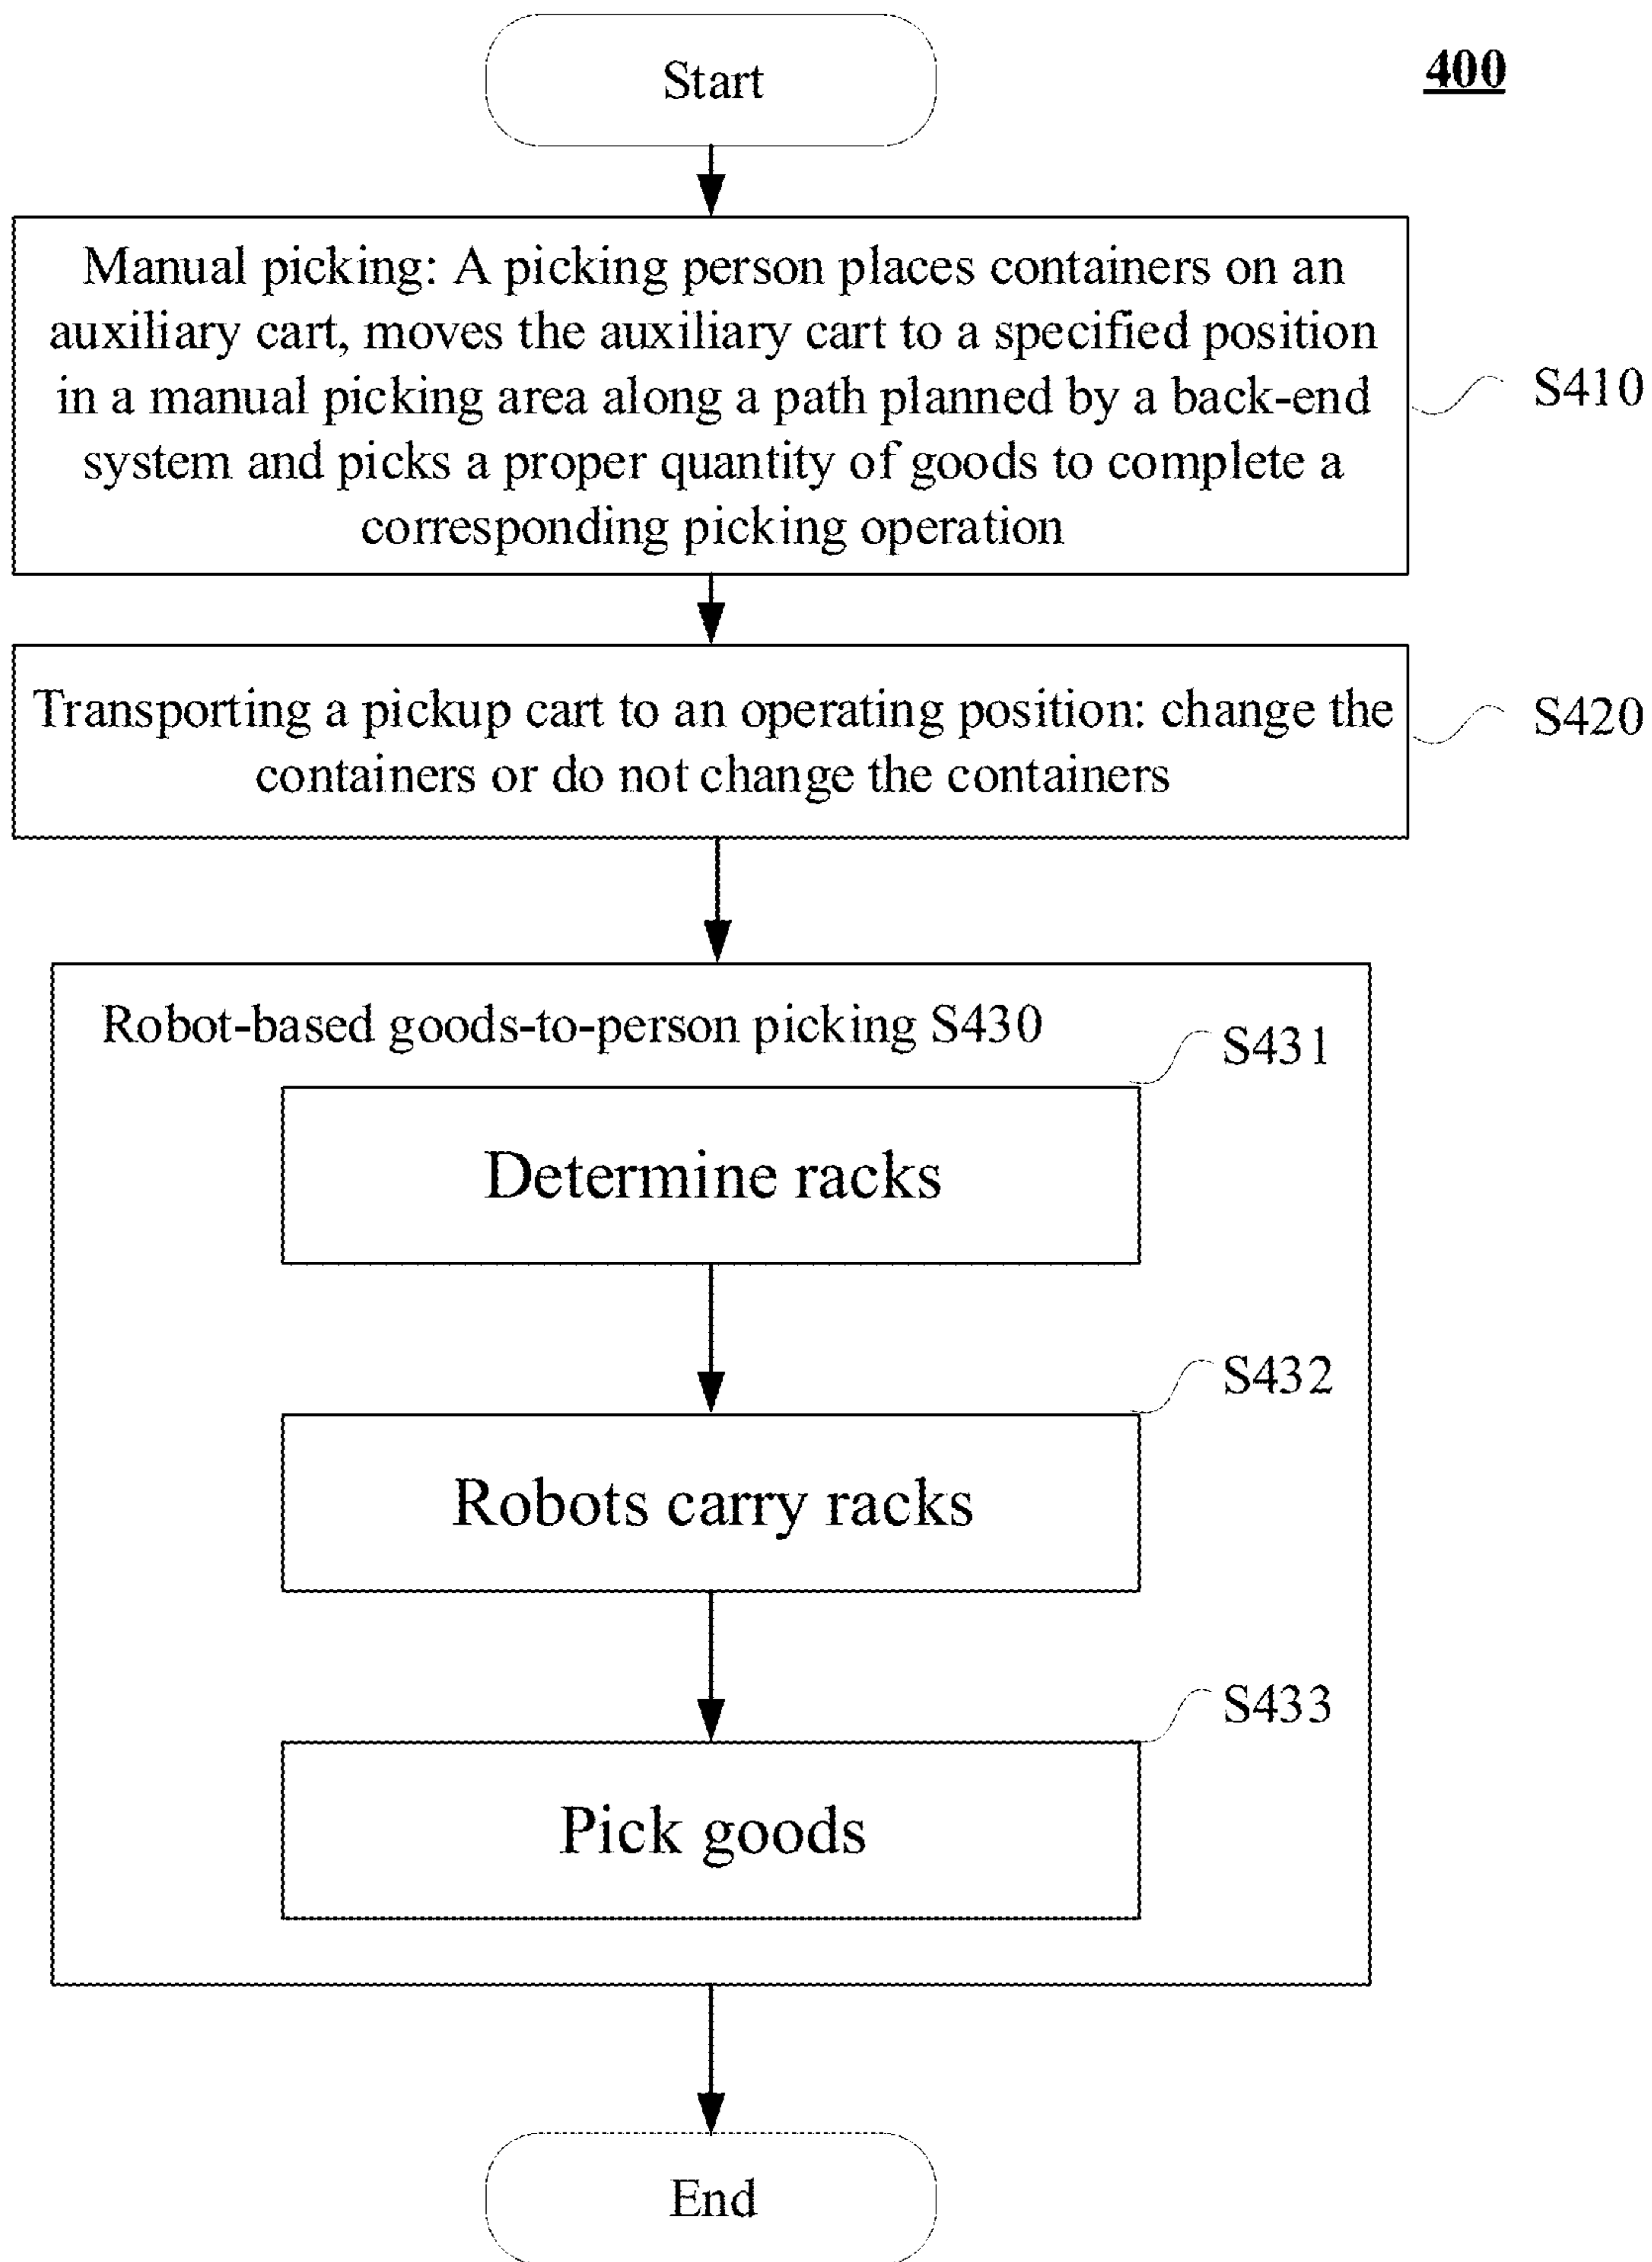 Start
400
Manual picking: A picking person places containers on an
auxiliary cart, moves the auxiliary cart to a specified position
in a manual picking area along a path planned by a back-end
system and picks a proper quantity of goods to complete a
corresponding picking operation
S410
Transporting a pickup cart to an operating position: change the
containers or do not change the containers
S420
Robot-based goods-to-person picking S430
S431
Determine racks
S432
Robots carry racks
S433
Pick goods
End